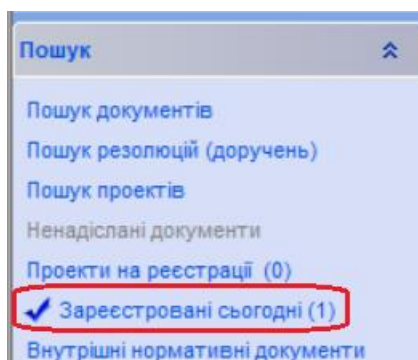 Пошук
Пошук документів
Пошук резолюцій (доручень)
Пошук проектів
Ненадіслані документи
Проекти на реєстрації (0)
Зареєстровані сьогодні (1)
Внутрішні нормативні документи